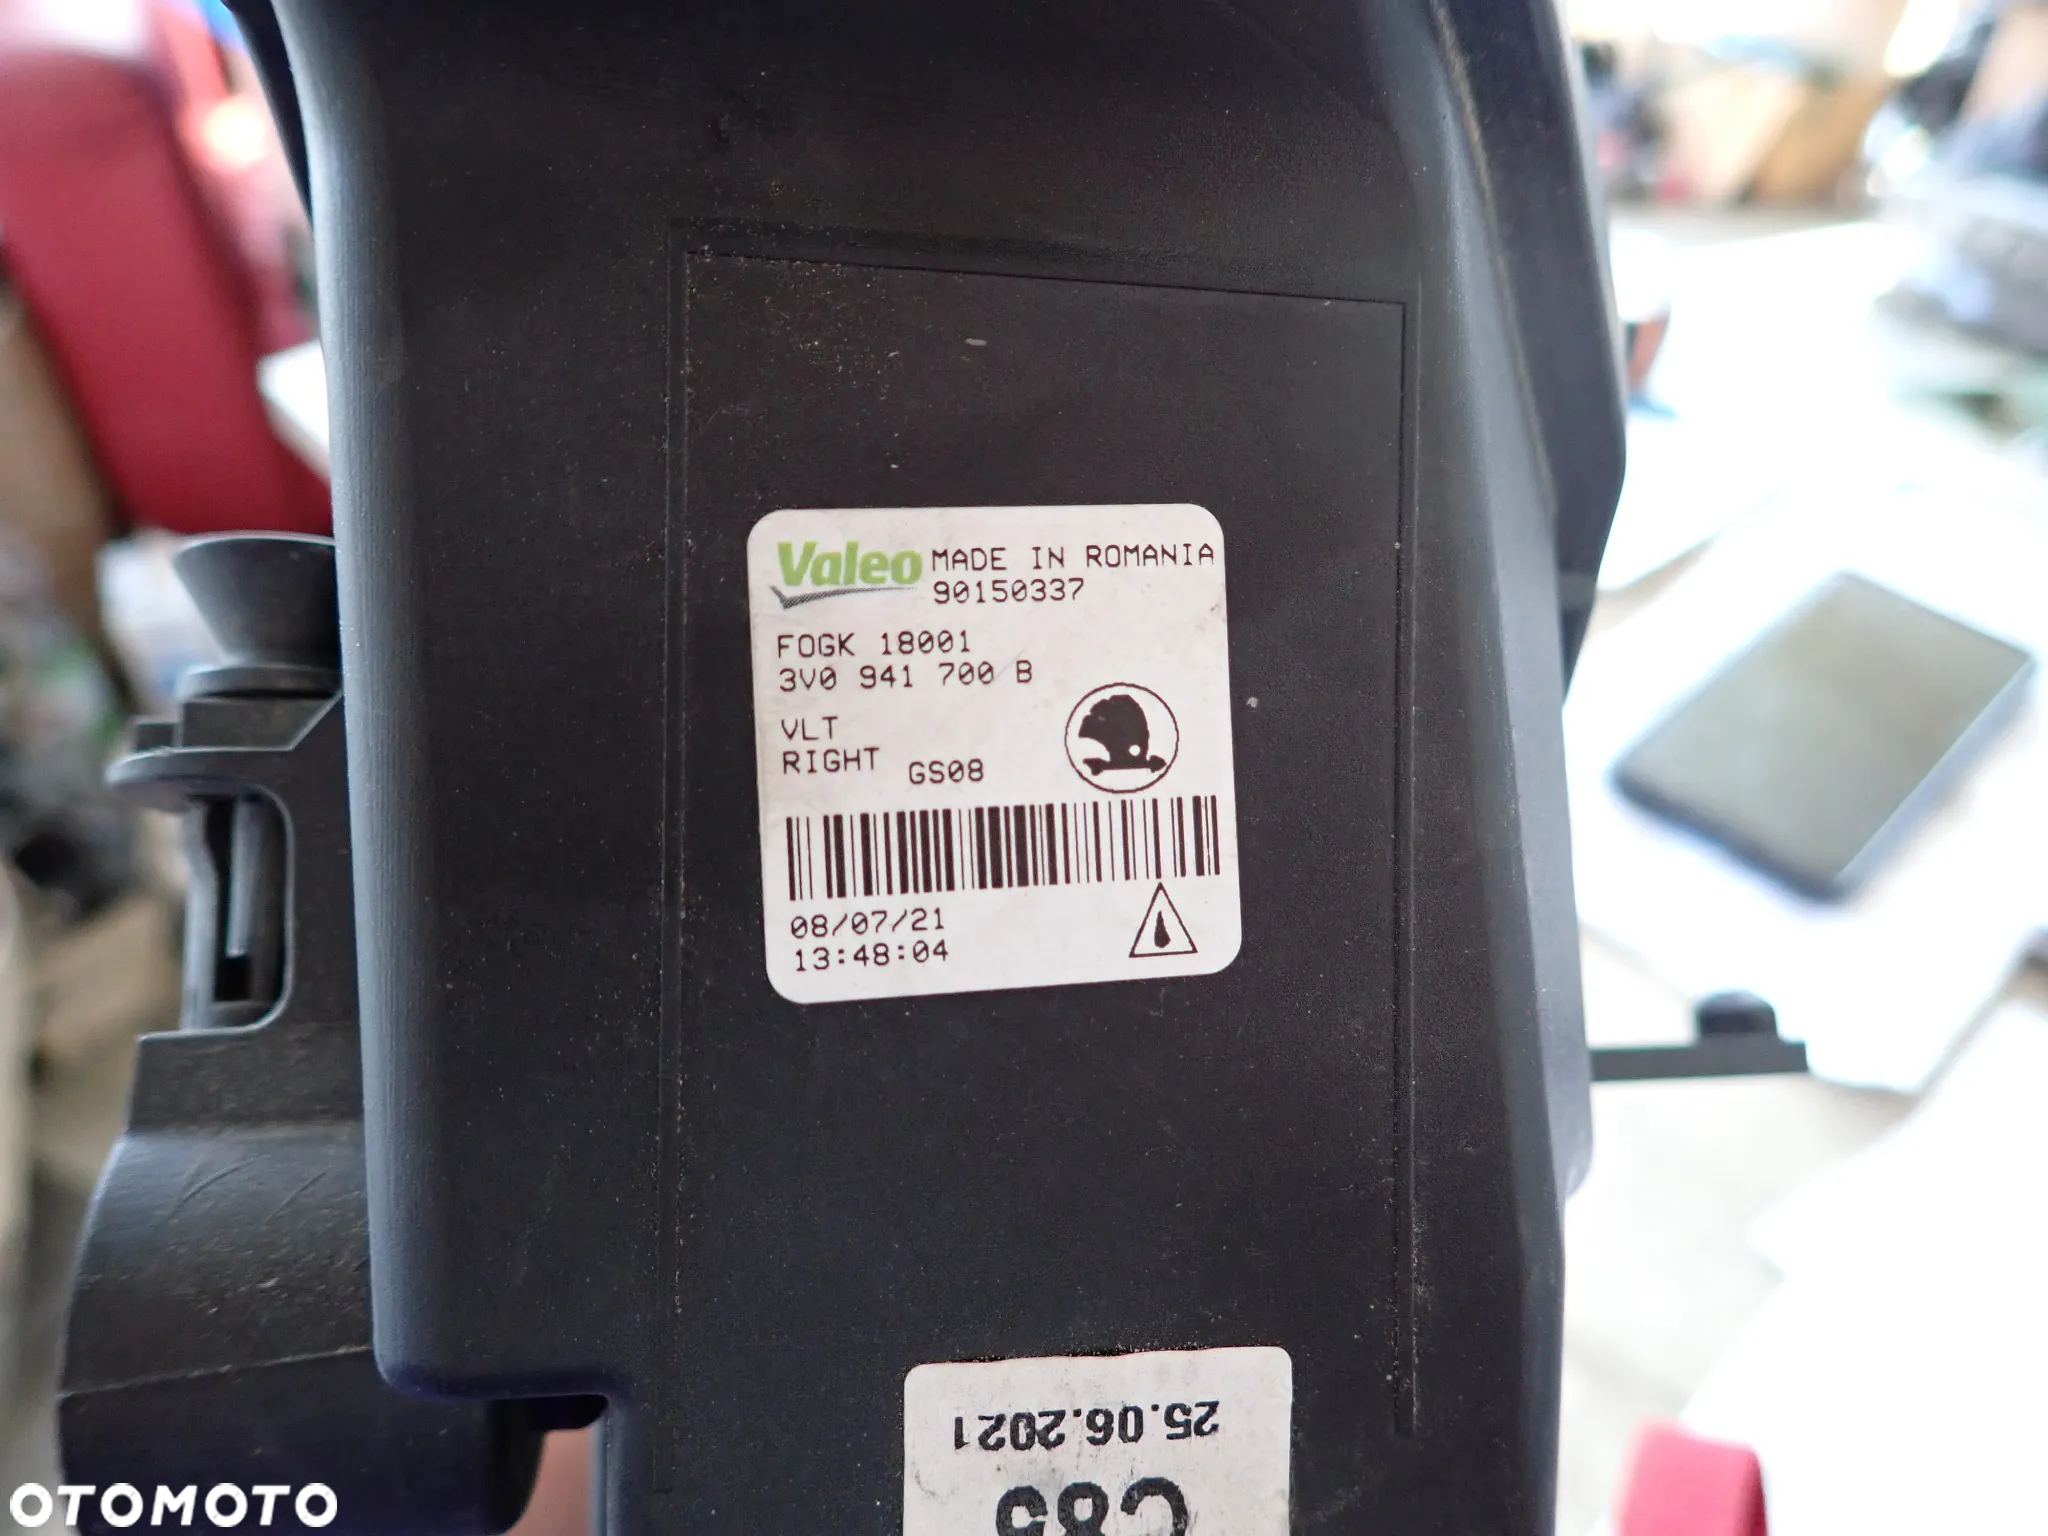 Valeo MADE IN ROMANIA
90150337
FOGK 18001
3V0 941 700 B
VLT
RIGHT GS08
08/07/21
13:48:04
25.06.2021
C85
OTOMOTO